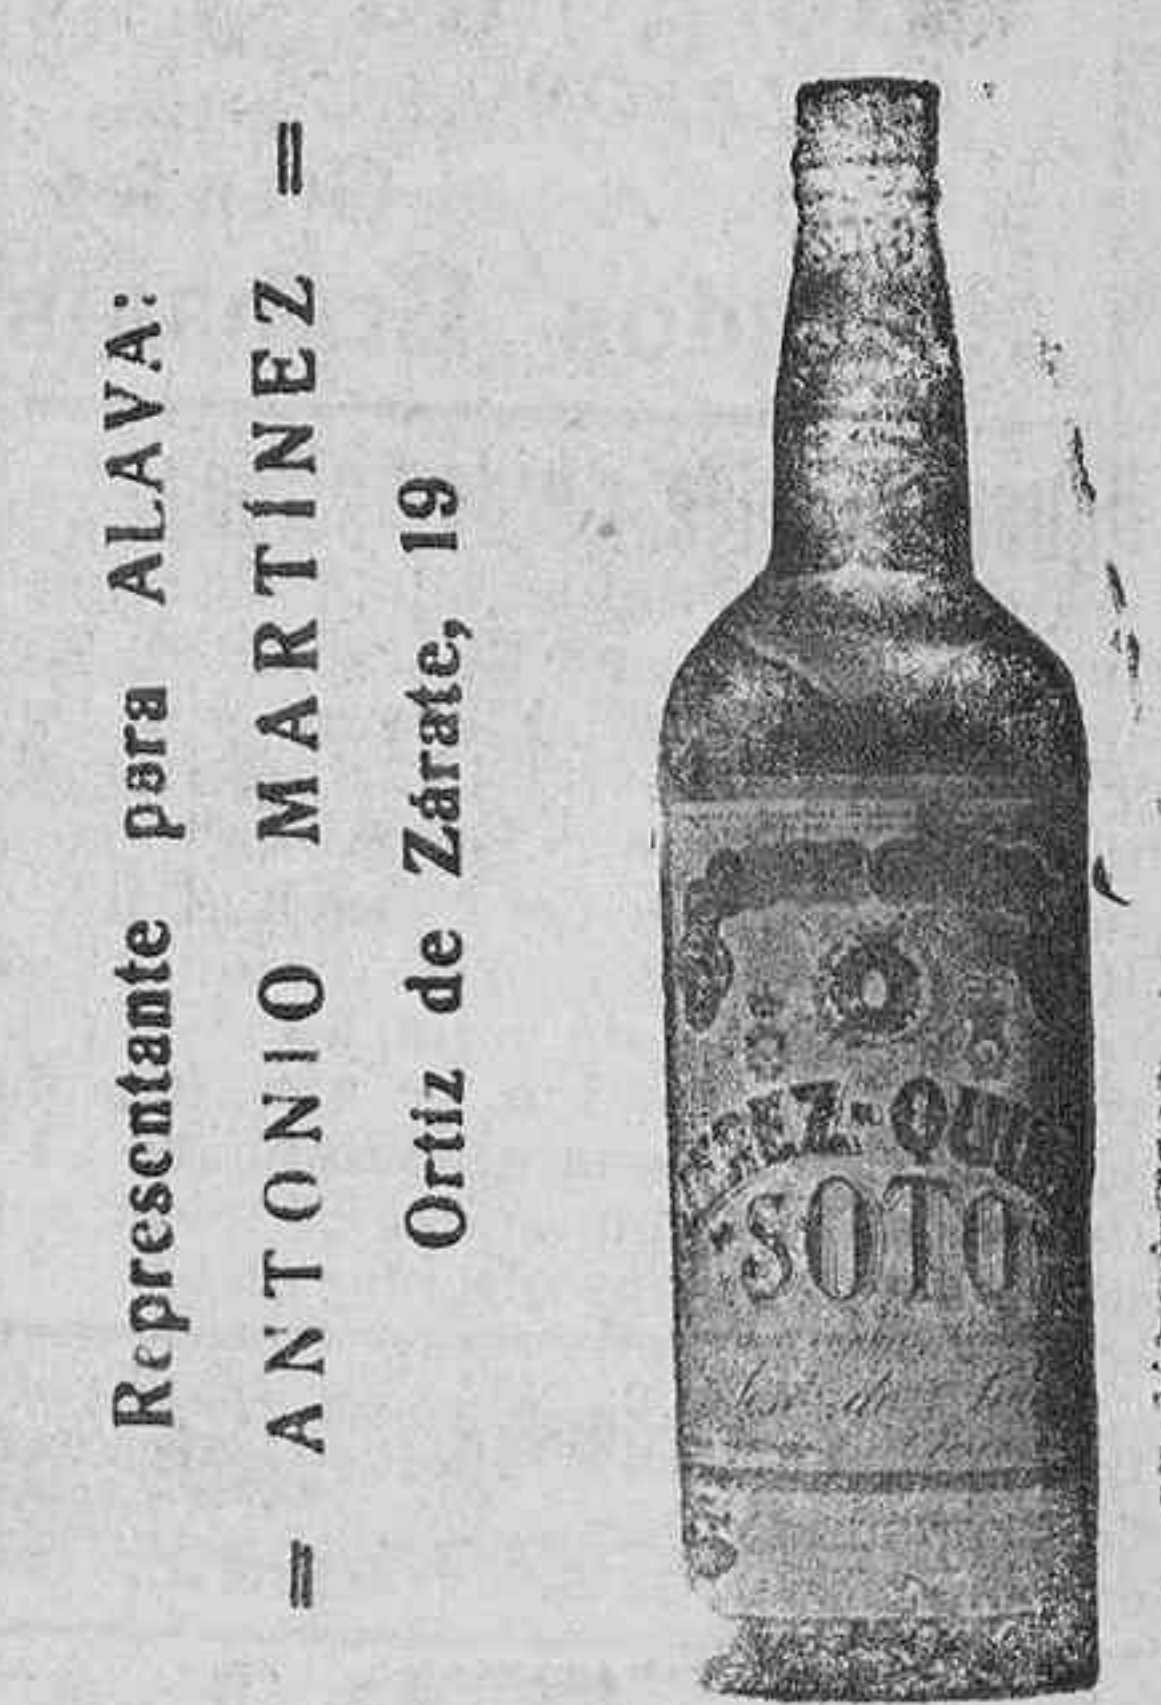 Representante para ALAVA:
= ANTONIO MARTÍNEZ =
Ortiz de Zárate, 19
SOTO